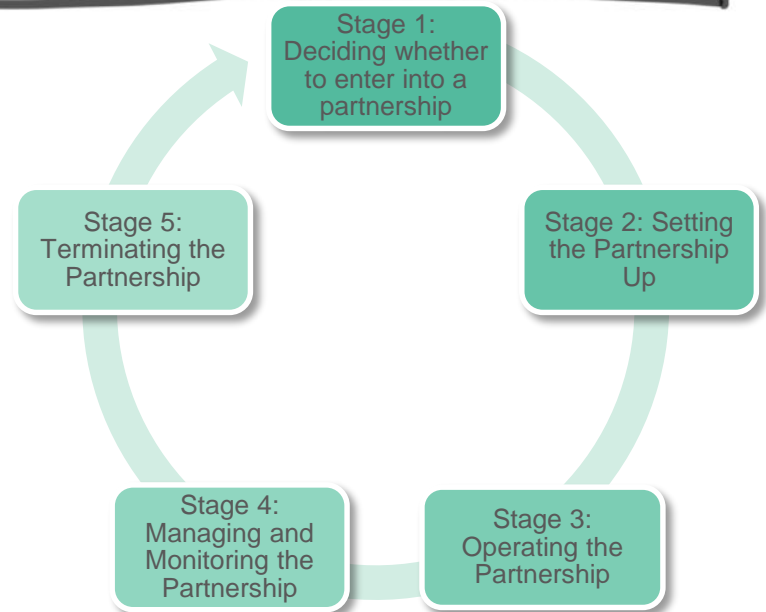 Stage 1:
Deciding whether
to enter into a
partnership
Stage 2: Setting
the Partnership
Up
Stage 3:
Operating the
Partnership
Stage 4:
Managing and
Monitoring the
Partnership
Stage 5:
Terminating the
Partnership